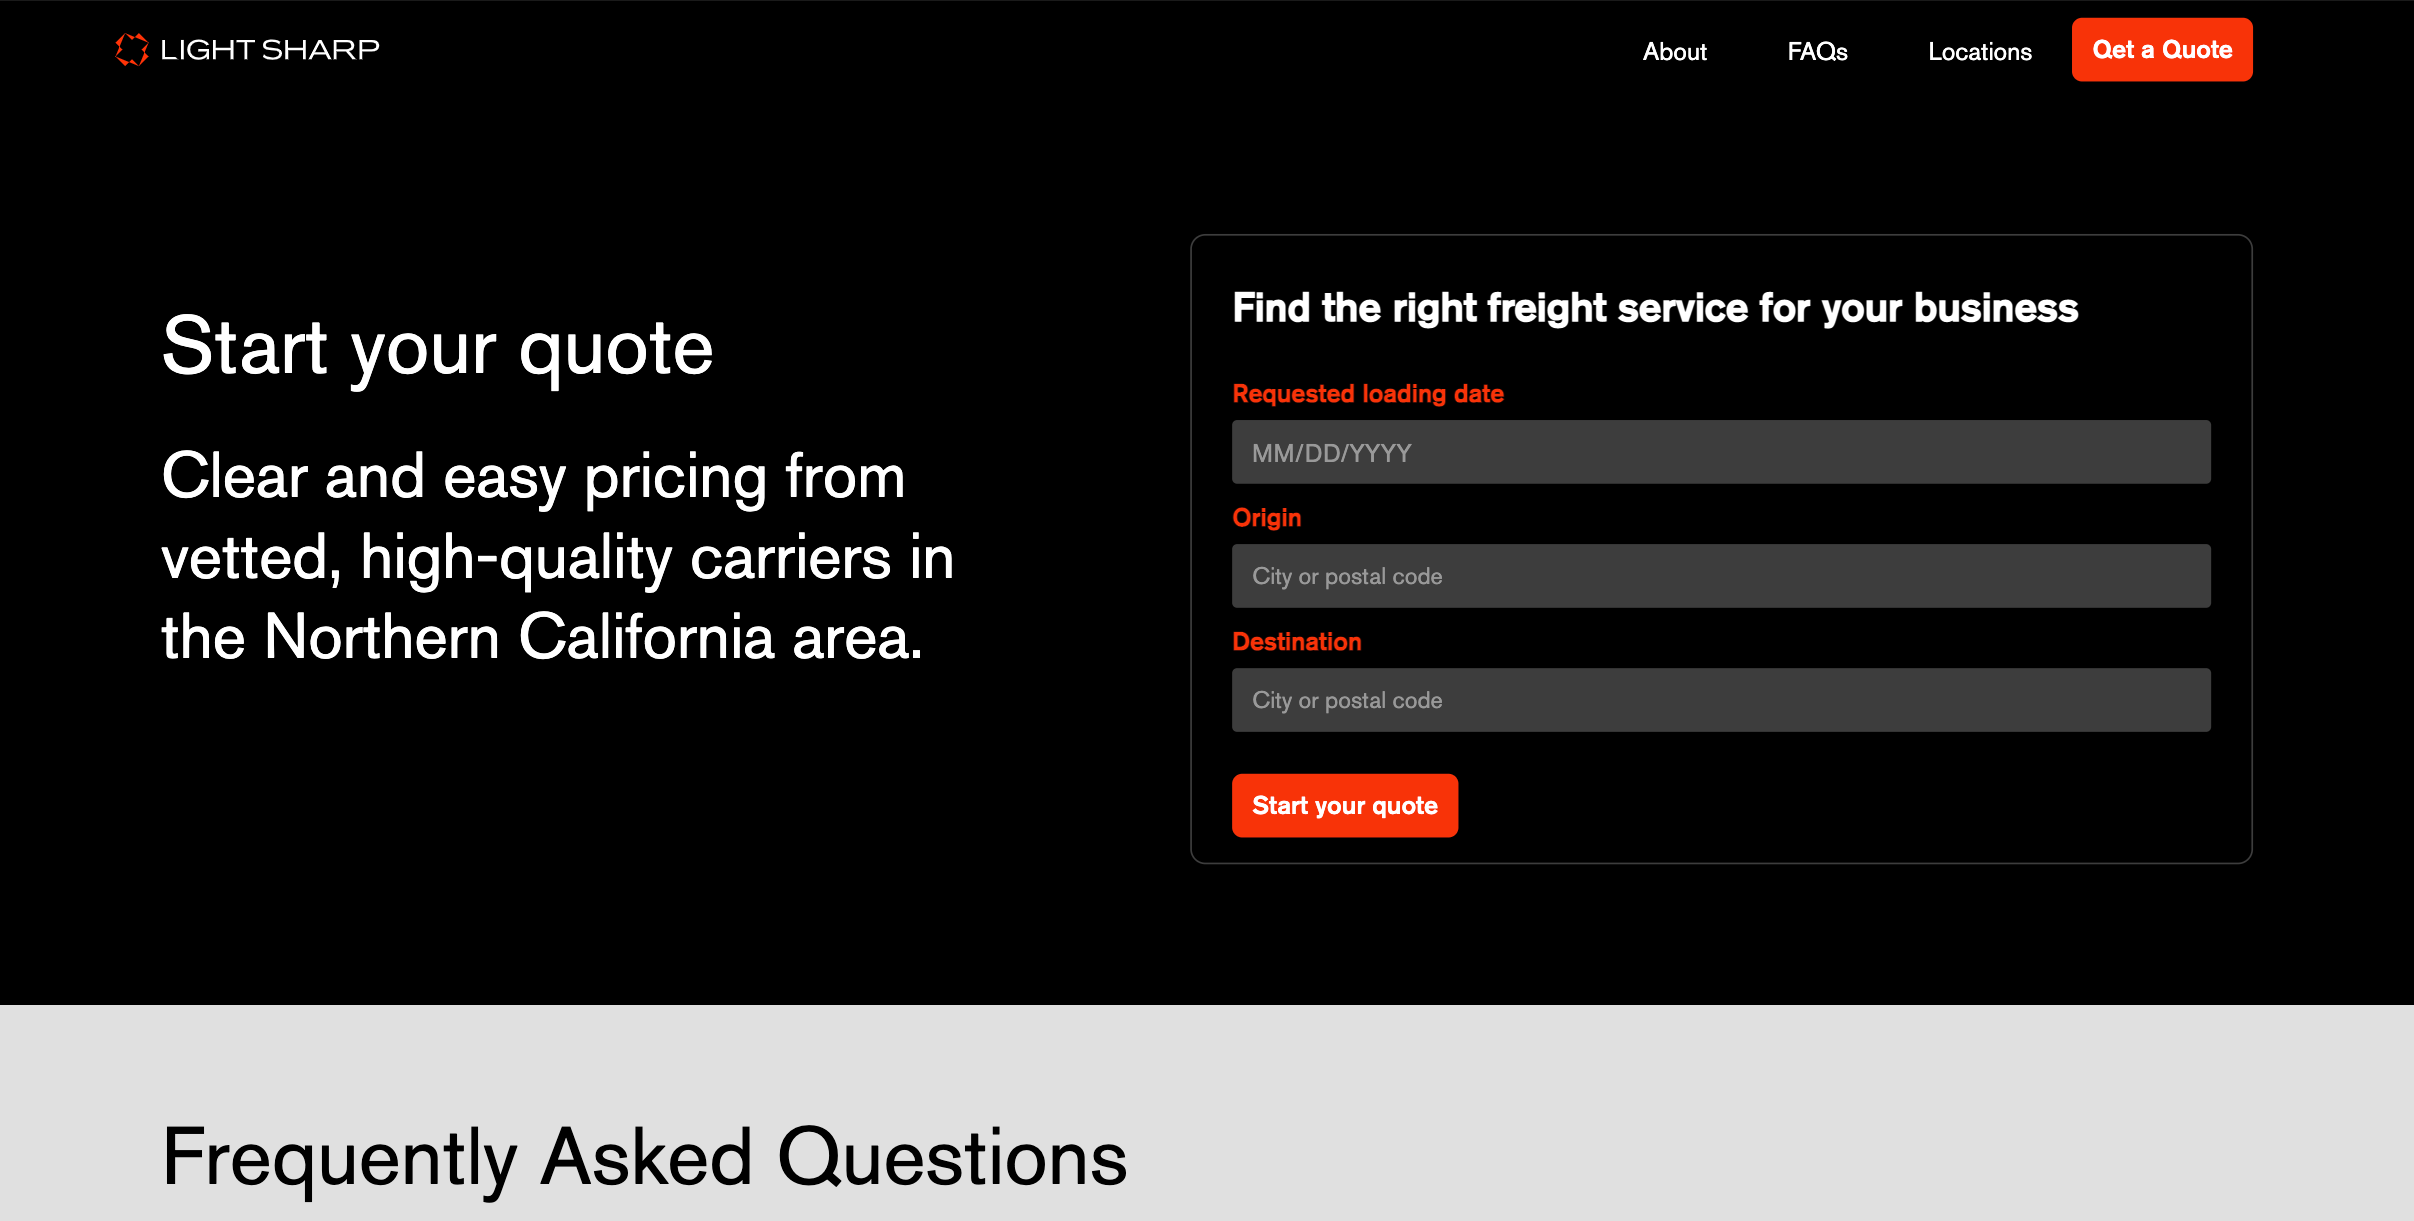 LIGHT SHARP
About
FAQs
Locations
Qet a Quote
Start your quote
Clear and easy pricing from
vetted, high-quality carriers in
the Northern California area.
Find the right freight service for your business
Requested loading date
MM/DD/YYYY
Origin
City or postal code
Destination
City or postal code
Start your quote
Frequently Asked Questions